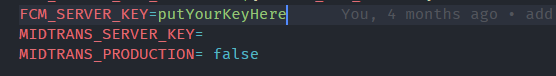 FCM_SERVER_KEY=putYourKeyHere You, 4 months ago • add
MIDTRANS_SERVER_KEY=
MIDTRANS_PRODUCTION= false